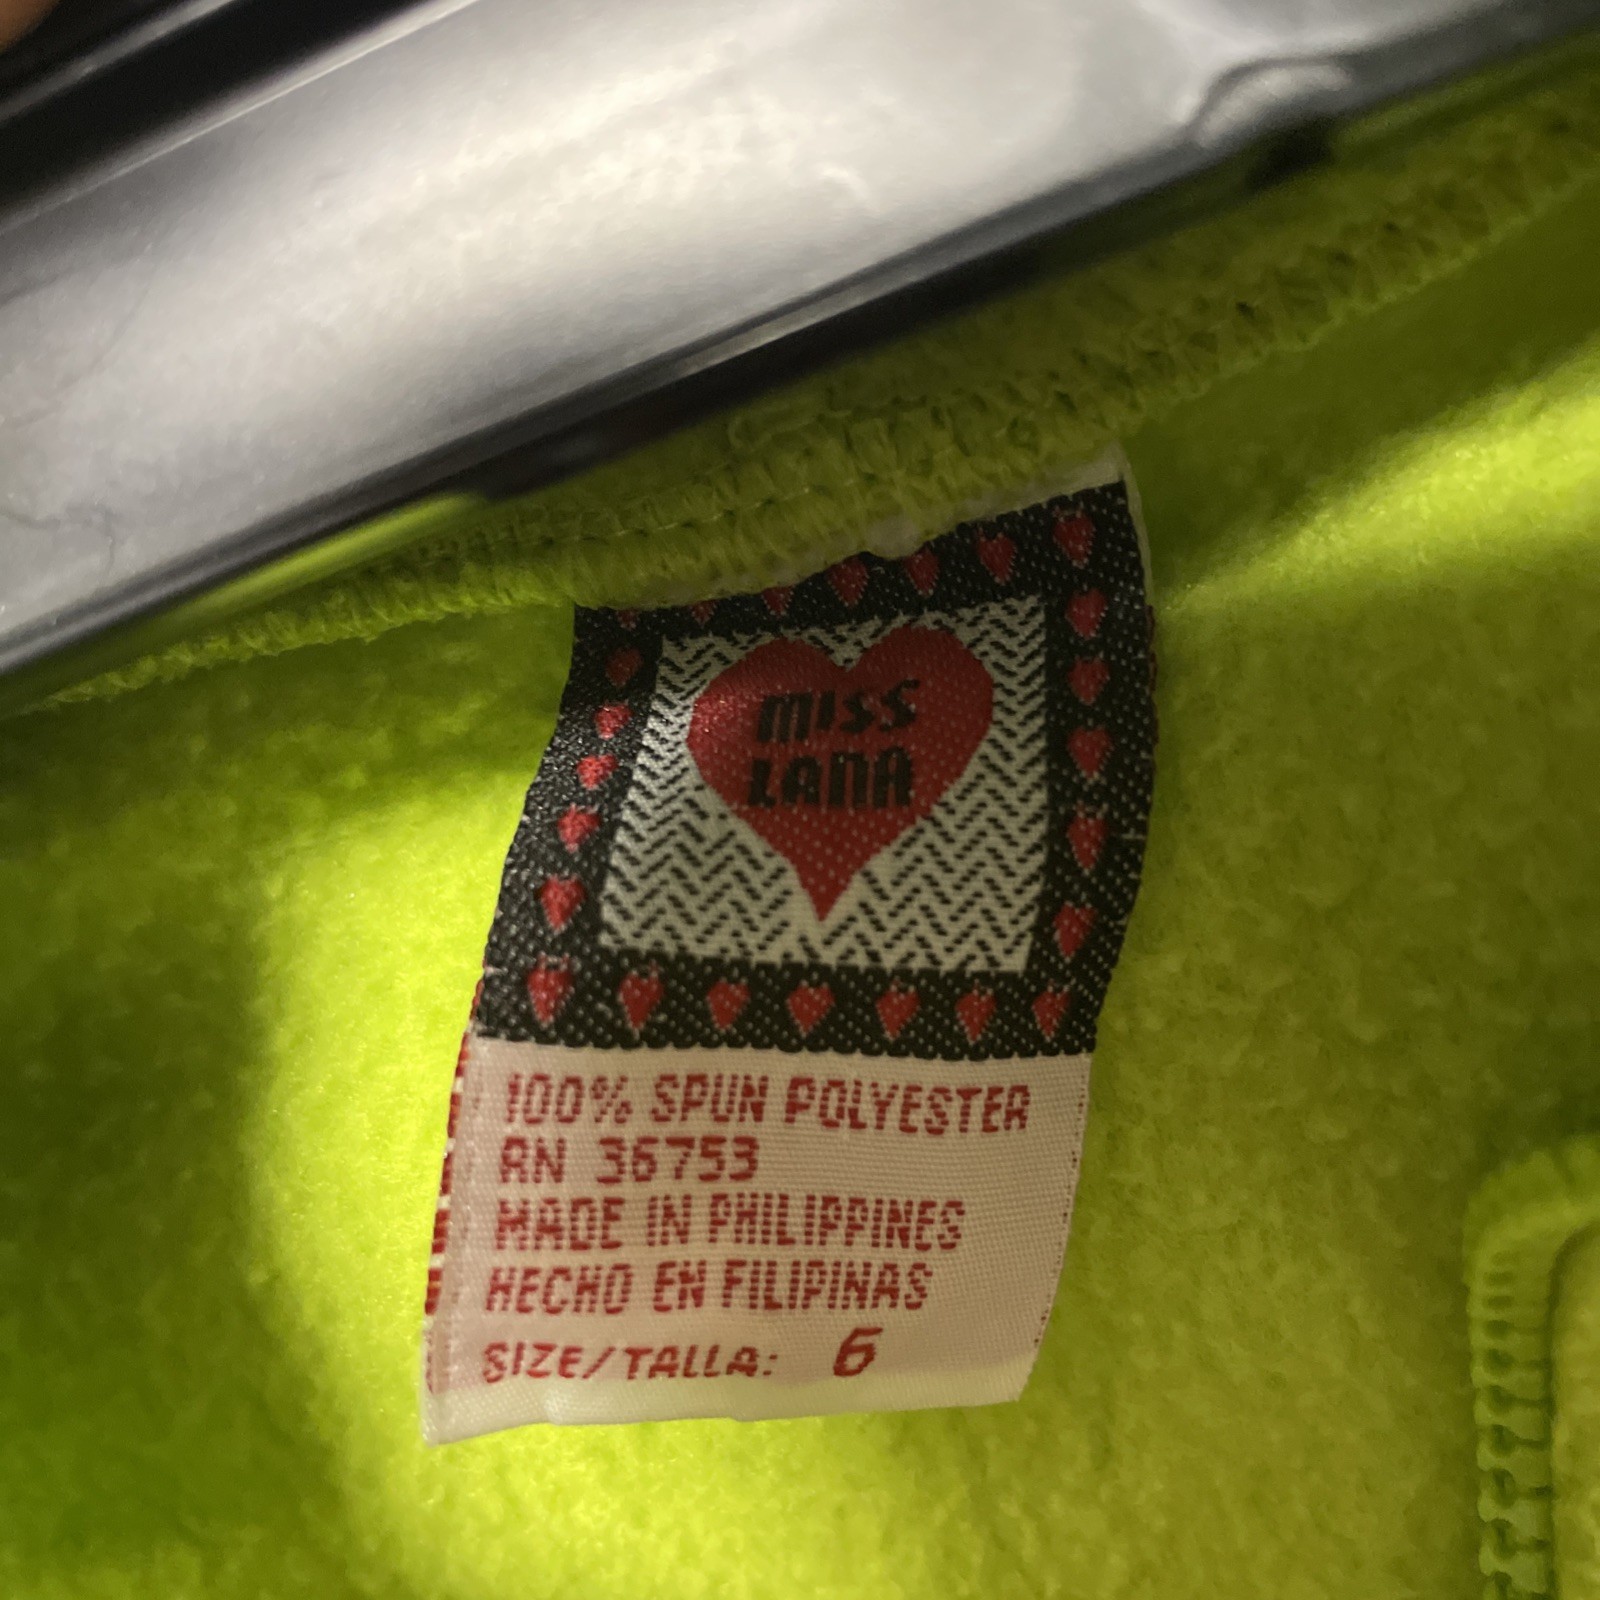 MISS
LANA
100% SPUN POLYESTER
RN 36753
MADE IN PHILIPPINES
HECHO EN FILIPINAS
SIZE/TALLA: 6